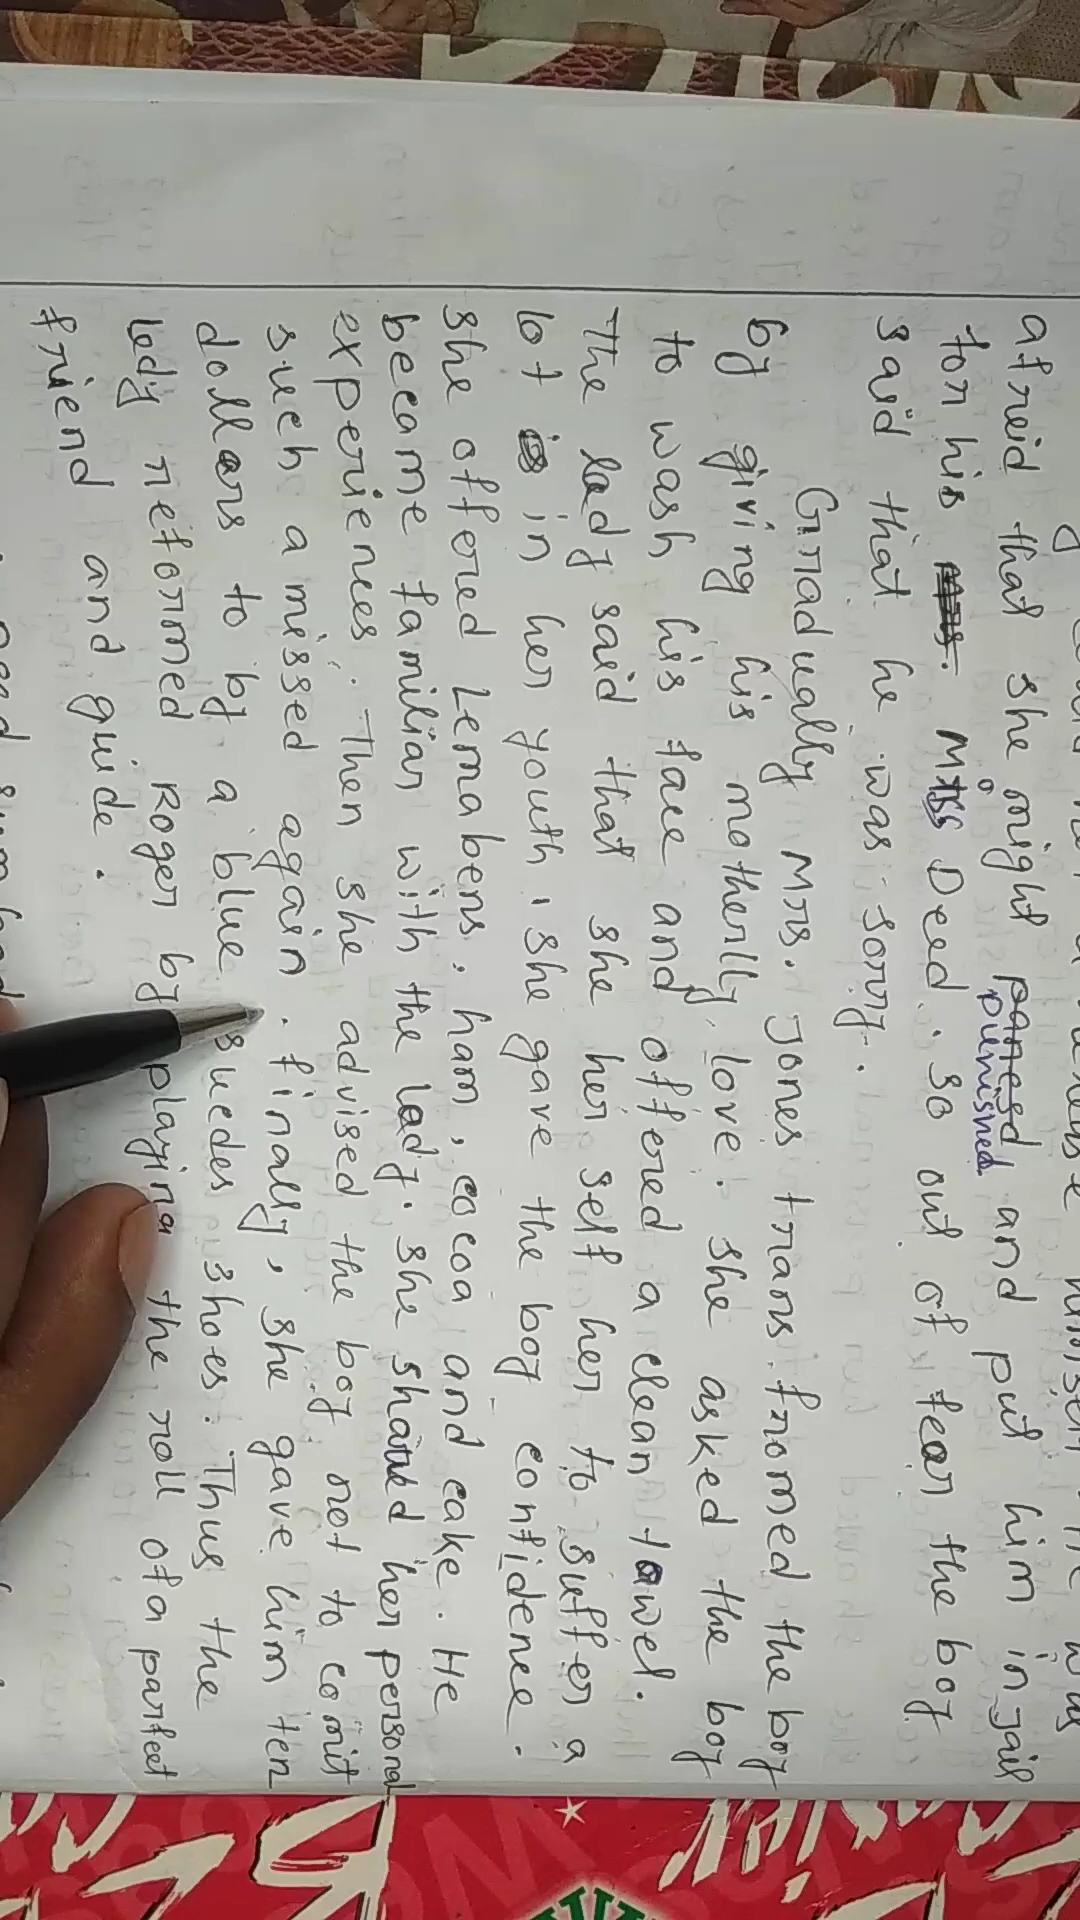 afreid that she might punished and put him in jail
for his Miss Deed. so out of fear the boy
said that he was sorry.
Gradually Mrs. Jones trans fromed the boy
by giving his motherlly love. she asked the boy
to wash his face and offered a clean towel.
The lady said that she her self her to suffer a
lot in her youth, she gave the boy confidence.
she offered Lemabens, ham, cocoa and cake. He
became familiar with the lady. she shared her personal
experiences. Then she advised the boy not to comit
such a missed again. finally, she gave him ten
dollars to by a blue suedes shoes. Thus the
ledy reformed Roger by playing the roll of a parfect
friend and guide.